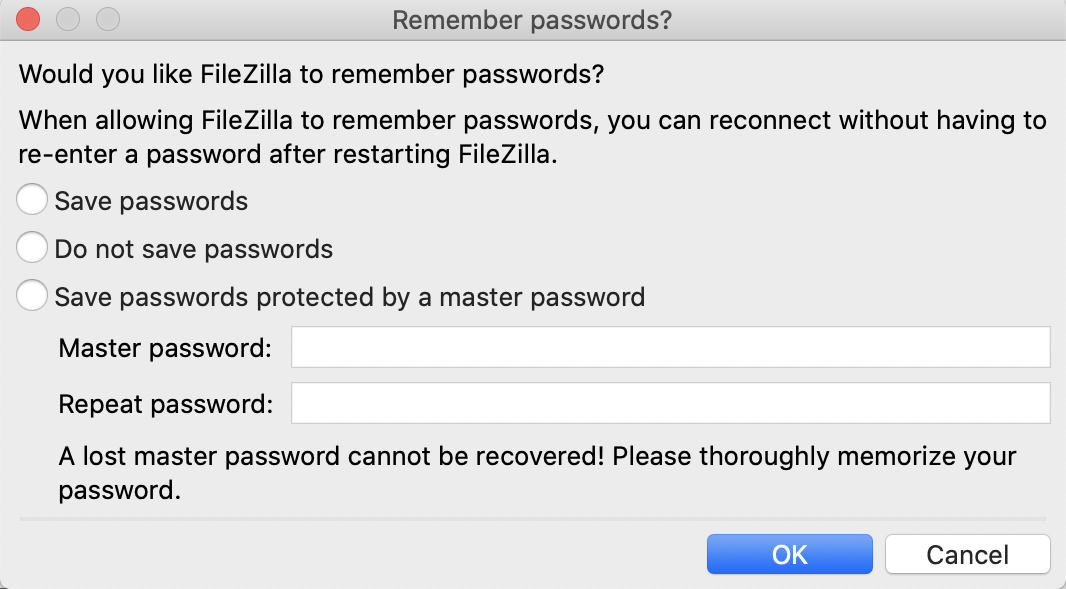 Remember passwords?
Would you like FileZilla to remember passwords?
When allowing FileZilla to remember passwords, you can reconnect without having to
re-enter a password after restarting FileZilla.
Save passwords
Do not save passwords
Save passwords protected by a master password
Master password:
Repeat password:
A lost master password cannot be recovered! Please thoroughly memorize your
password.
OK Cancel